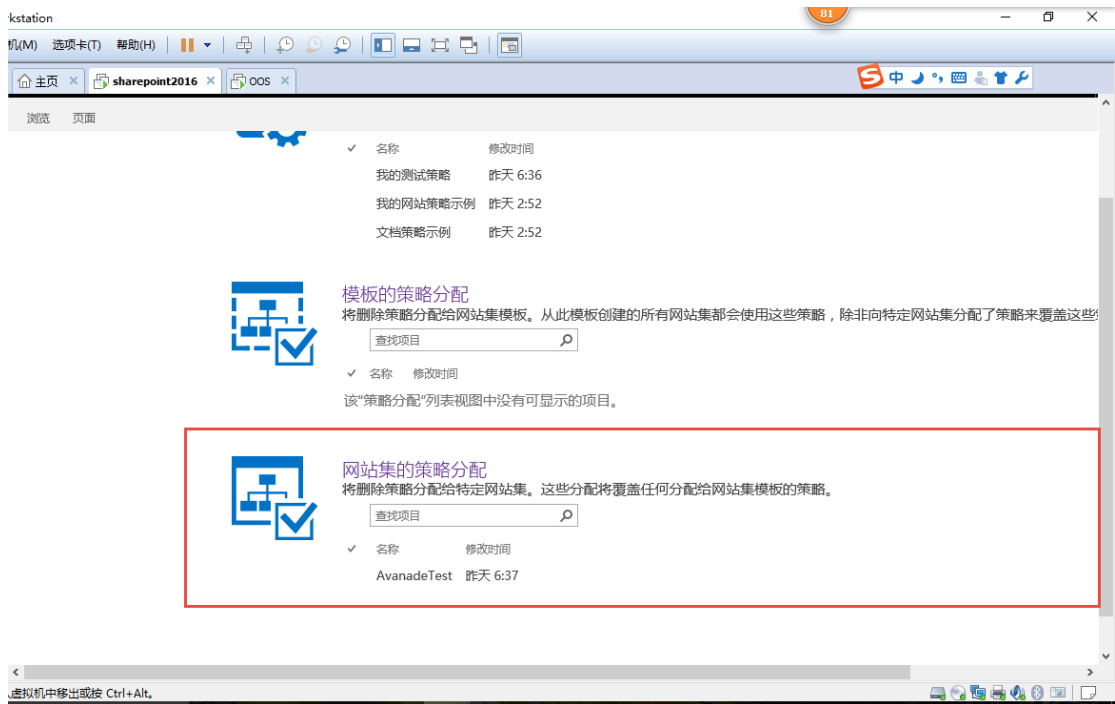 rkstation
81
机(M) 选项卡(T) 帮助(H)
主页 sharepoint2016 OOS
中
浏览 页面
名称 修改时间
我的测试策略 昨天 6:36
我的网站策略示例 昨天 2:52
文档策略示例 昨天 2:52
模板的策略分配
将删除策略分配给网站集模板。从此模板创建的所有网站集都会使用这些策略，除非向特定网站集分配了策略来覆盖这些
查找项目
名称 修改时间
该"策略分配"列表视图中没有可显示的项目。
网站集的策略分配
将删除策略分配给特定网站集。这些分配将覆盖任何分配给网站集模板的策略。
查找项目
名称 修改时间
AvanadeTest 昨天 6:37
虚拟机中移出或按 Ctrl+Alt。